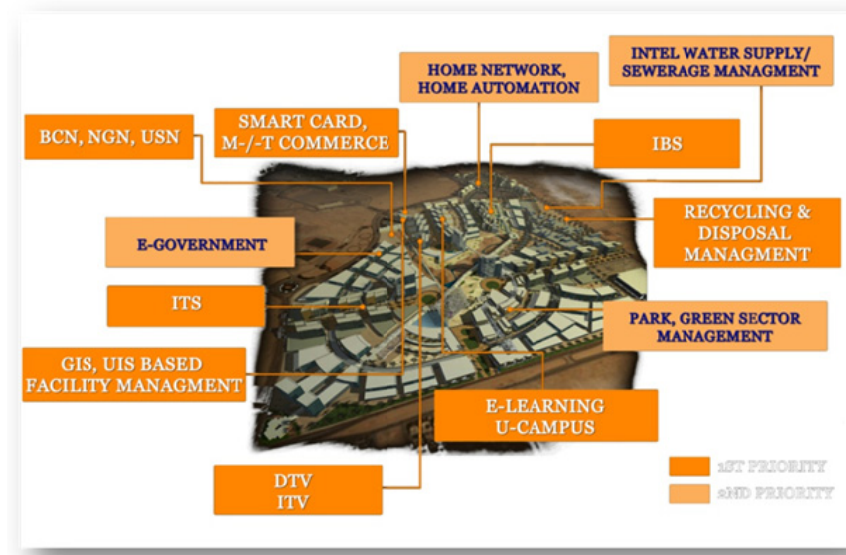 INTEL WATER SUPPLY/
SEWERAGE MANAGMENT
HOME NETWORK,
HOME AUTOMATION
SMART CARD,
M-/-T COMMERCE
BCN, NGN, USN
IBS
RECYCLING &
DISPOSAL
MANAGMENT
E-GOVERNMENT
ITS
PARK, GREEN SECTOR
MANAGEMENT
GIS, UIS BASED
FACILITY MANAGMENT
E-LEARNING
U-CAMPUS
DTV
ITV
1ST PRIORITY
2ND PRIORITY